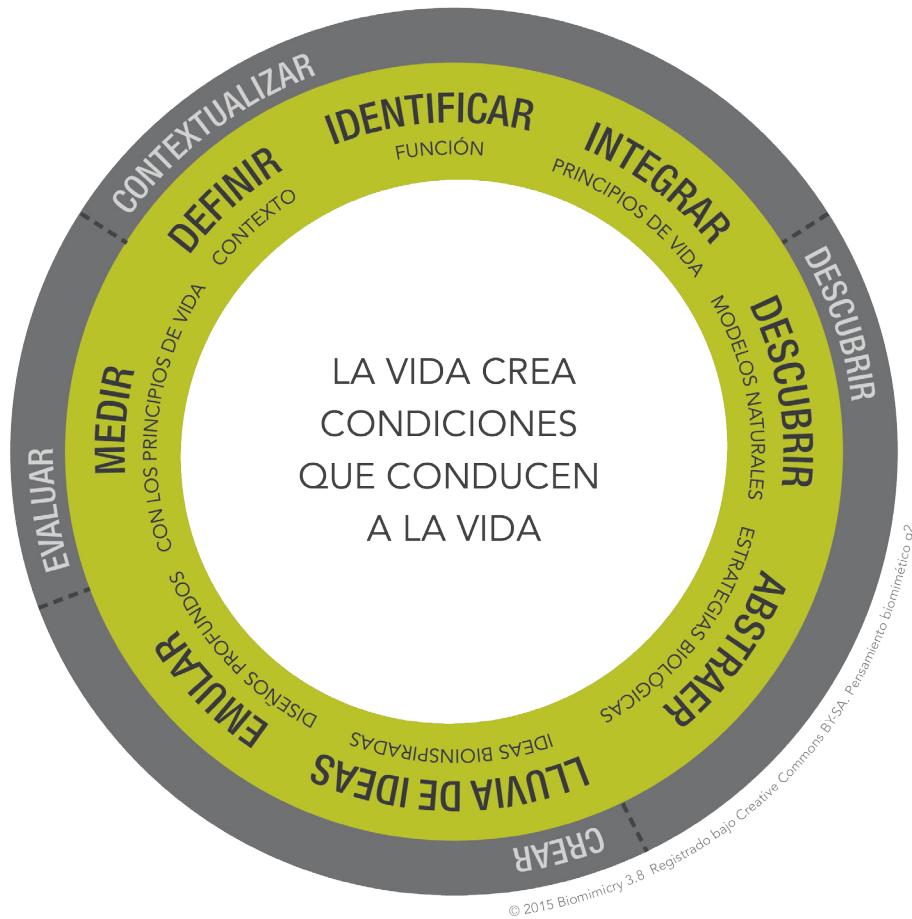 CONTEXTUALIZAR
DEFINIR
CONTEXTO
IDENTIFICAR
FUNCIÓN
INTEGRAR
PRINCIPIOS DE VIDA
DESCUBRIR
DESCUBRIR
MODELOS NATURALES
ABSTRAER
ESTRATEGIAS BIOLÓGICAS
CREAR
LLUVIA DE IDEAS
IDEAS BIOINSPIRADAS
EMULAR
DISEÑOS PROFUNDOS
EVALUAR
MEDIR
CON LOS PRINCIPIOS DE VIDA
LA VIDA CREA
CONDICIONES
QUE CONDUCEN
A LA VIDA
© 2015 Biomimicry 3.8 Registrado bajo Creative Commons BY-SA. Pensamiento biomimético g2